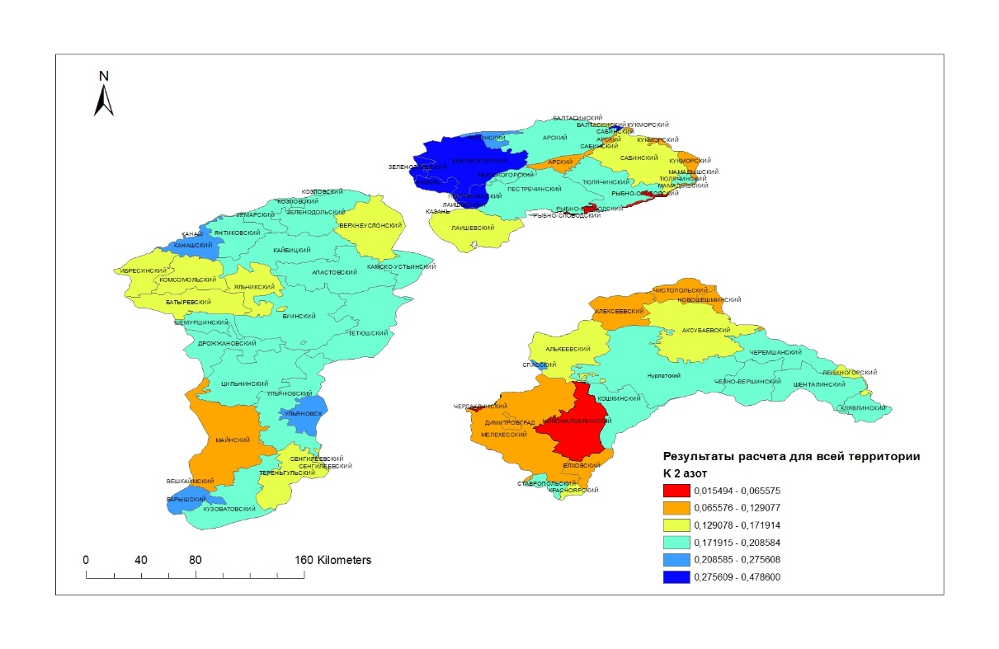 N
БАЛТАСИНСКИЙ
БАЛТАСИНСКИЙ КУКМОРСКИЙ
САБИНСКИЙ
АРСКИЙ
АРСКИЙ
КУКМОРСКИЙ
САБИНСКИЙ
САБИНСКИЙ
КУКМОРСКИЙ
ВЫСОКОГОРСКИЙ
АРСКИЙ
ЗЕЛЕНОДОЛЬСКИЙ
МАМАДЫШСКИЙ
ВЫСОКОГОРСКИЙ
ТЮЛЯЧИНСКИЙ
КАЗАНЬ
ТЮЛЯЧИНСКИЙ
МАМАДЫШСКИЙ
ПЕСТРЕЧИНСКИЙ
РЫБНО-СЛОБОДСКИЙ
ПЕСТРЕЧИНСКИЙ
ЛАИШЕВСКИЙ
РЫБНО-СЛОБОДСКИЙ
КАЗАНЬ
РЫБНО-СЛОБОДСКИЙ
ЛАИШЕВСКИЙ
КОЗЛОВСКИЙ
КОЗЛОВСКИЙ
УРМАРСКИЙ
ЗЕЛЕНОДОЛЬСКИЙ
ВЕРХНЕУСЛОНСКИЙ
КАНАШ
ЯНТИКОВСКИЙ
КАНАШСКИЙ
КАЙБИЦКИЙ
ИБРЕСИНСКИЙ
АПАСТОВСКИЙ
КАМСКО-УСТЬИНСКИЙ
КОМСОМОЛЬСКИЙ
ЯЛЬЧИКСКИЙ
БАТЫРЕВСКИЙ
БУИНСКИЙ
ШЕМУРШИНСКИЙ
ТЕТЮШСКИЙ
ДРОЖЖАНОВСКИЙ
ЦИЛЬНИНСКИЙ
УЛЬЯНОВСКИЙ
УЛЬЯНОВСК
МАЙНСКИЙ
СЕНГИЛЕЕВСКИЙ
СЕНГИЛЕЕВСКИЙ
ТЕРЕНЬГУЛЬСКИЙ
ВЕШКАЙМСКИЙ
БАРЫШСКИЙ
КУЗОВАТОВСКИЙ
ЧИСТОПОЛЬСКИЙ
НОВОШЕШМИНСКИЙ
АЛЕКСЕЕВСКИЙ
АКСУБАЕВСКИЙ
АЛЬКЕЕВСКИЙ
ЧЕРЕМШАНСКИЙ
СПАССКИЙ
Нурлатский
ЛЕНИНОГОРСКИЙ
ЧЕЛНО-ВЕРШИНСКИЙ
ШЕНТАЛИНСКИЙ
КОШКИНСКИЙ
КЛЯВЛИНСКИЙ
ЧЕРДАКЛИНСКИЙ
ДИМИТРОВГРАД
НОВОМАЛЫКЛИНСКИЙ
МЕЛЕКЕССКИЙ
ЕЛХОВСКИЙ
СТАВРОПОЛЬСКИЙ
КРАСНОЯРСКИЙ
Результаты расчета для всей территории
K 2 азот
0,015494 - 0,065575
0,065576 - 0,129077
0,129078 - 0,171914
0,171915 - 0,208584
0,208585 - 0,275608
0,275609 - 0,478600
0 40 80 160 Kilometers